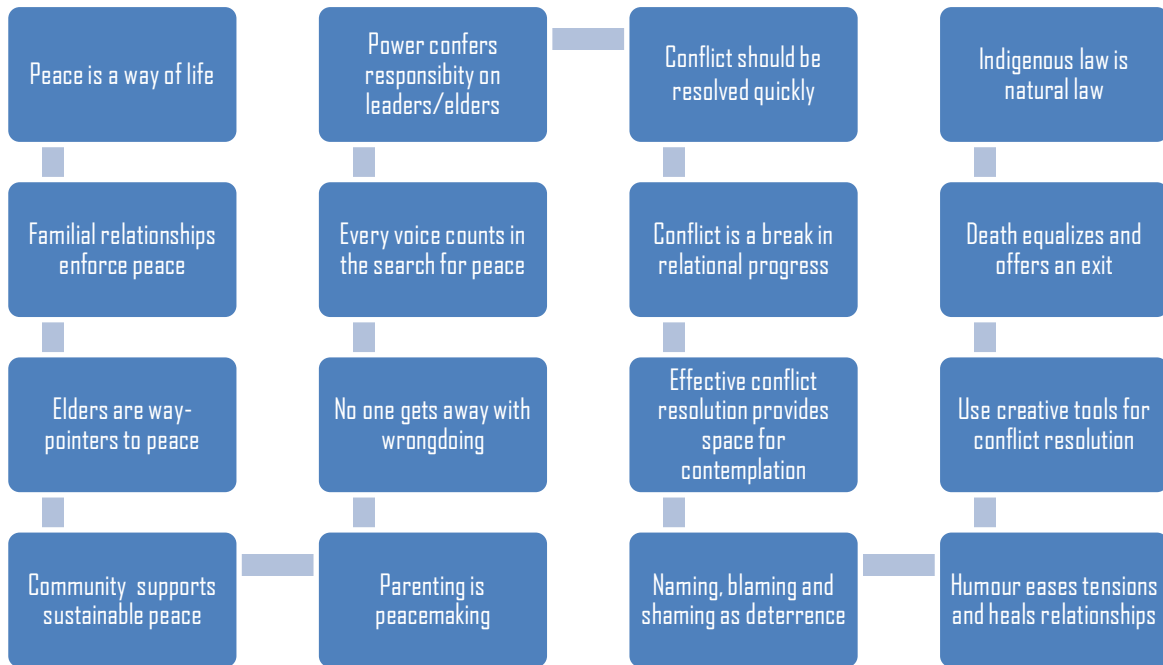 Peace is a way of life
Familial relationships
enforce peace
Elders are way-
pointers to peace
Community  supports
sustainable peace
Parenting is
peacemaking
No one gets away with
wrongdoing
Every voice counts in
the search for peace
Power confers
responsibity on
leaders/elders
Conflict should be
resolved quickly
Conflict is a break in
relational progress
Effective conflict
resolution provides
space for
contemplation
Naming, blaming and
shaming as deterrence
Humour eases tensions
and heals relationships
Use creative tools for
conflict resolution
Death equalizes and
offers an exit
Indigenous law is
natural law